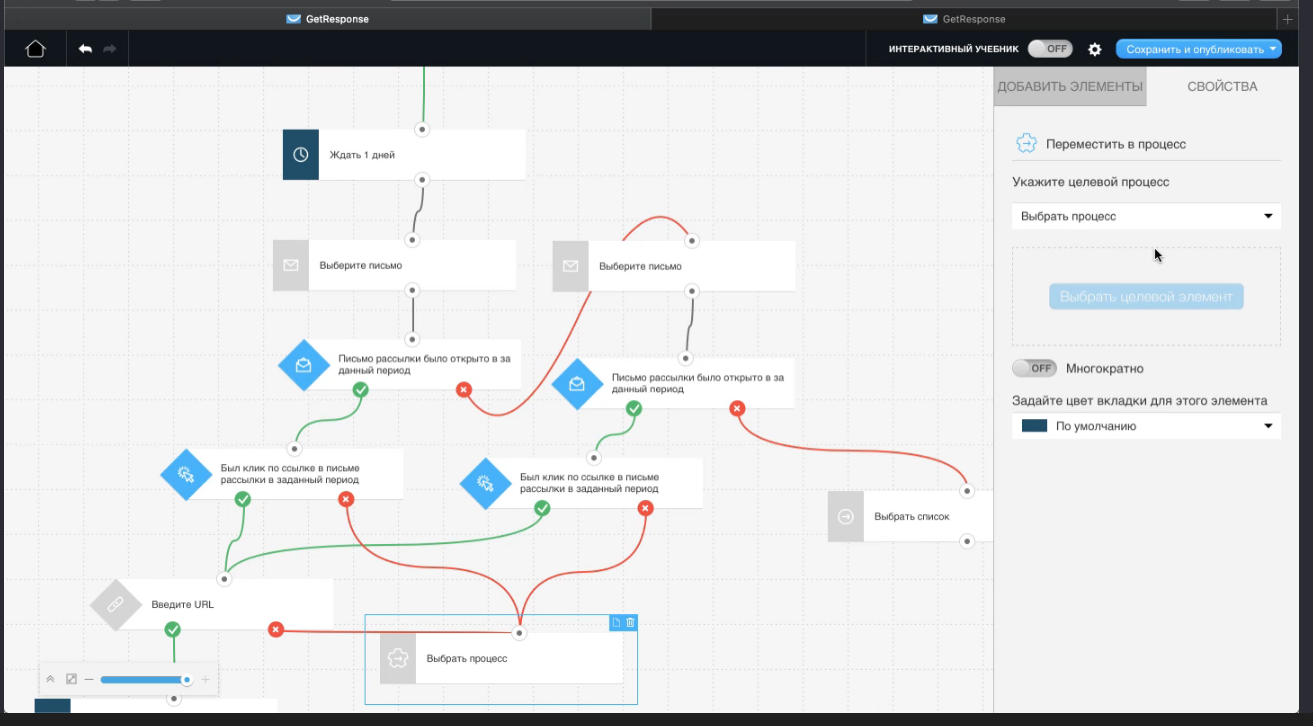 GetResponse
GetResponse
ИНТЕРАКТИВНЫЙ УЧЕБНИК
OFF
Сохранить и опубликовать
ДОБАВИТЬ ЭЛЕМЕНТЫ
СВОЙСТВА
Ждать 1 дней
Выберите письмо
Выберите письмо
Письмо рассылки было открыто в за
данный период
Письмо рассылки было открыто в за
данный период
Был клик по ссылке в письме
рассылки в заданный период
Был клик по ссылке в письме
рассылки в заданный период
Выбрать список
Введите URL
Выбрать процесс
Переместить в процесс
Укажите целевой процесс
Выбрать процесс
Выбрать целевой элемент
OFF
Многократно
Задайте цвет вкладки для этого элемента
По умолчанию